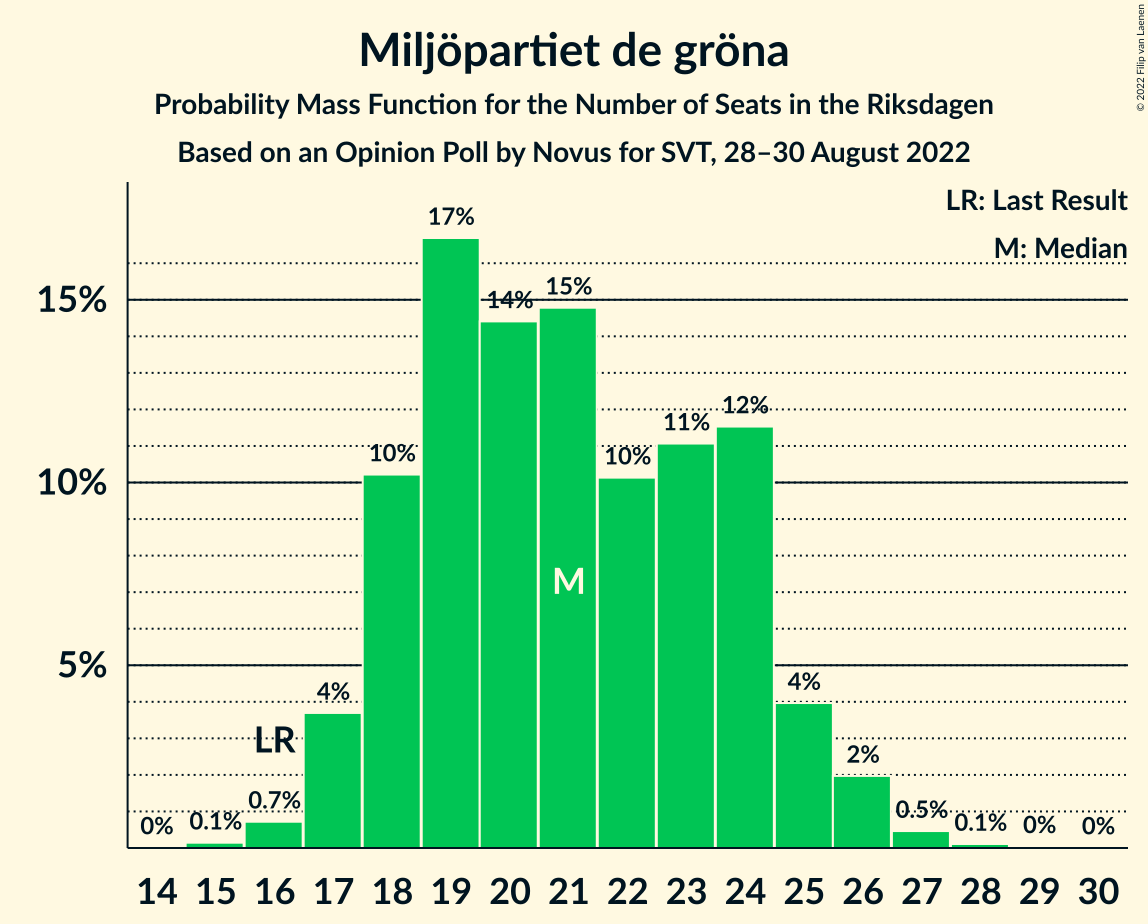 Miljöpartiet de gröna
Probability Mass Function for the Number of Seats in the Riksdagen
Based on an Opinion Poll by Novus for SVT, 28–30 August 2022
© 2022 Filip van Laenen
LR: Last Result
M: Median
15%
10%
5%
0%
0.1%
0.7%
4%
10%
17%
14%
15%
10%
11%
12%
4%
2%
0.5%
0.1%
0%
0%
LR
M
14 15 16 17 18 19 20 21 22 23 24 25 26 27 28 29 30